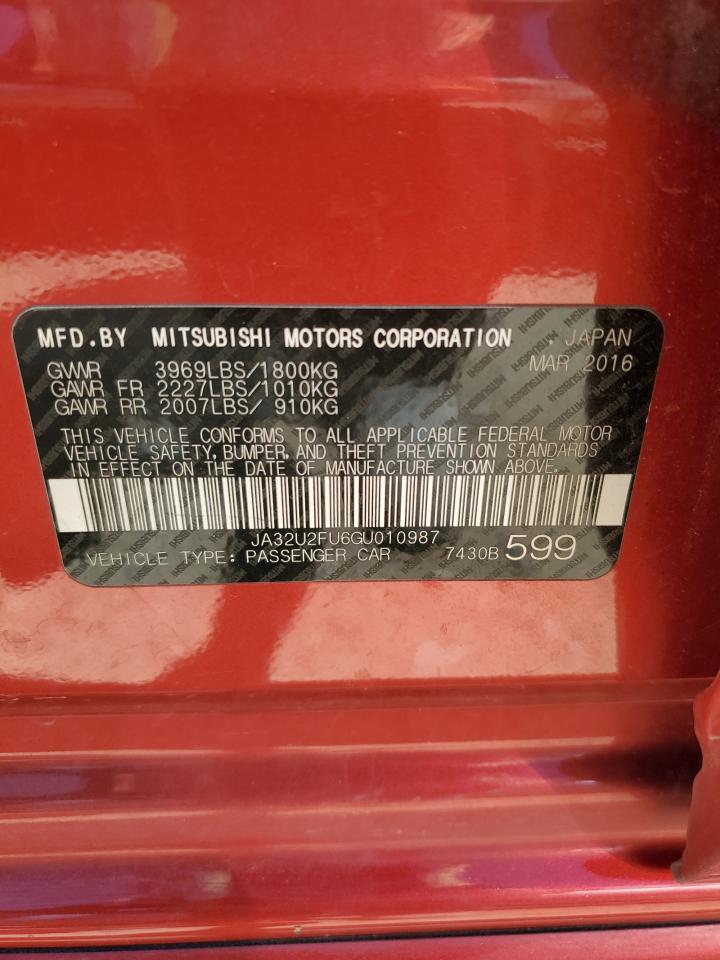 MFD.BY MITSUBISHI MOTORS CORPORATION . JAPAN
MAR 2016
GVWR 3969LBS/1800KG
GAWR FR 2227LBS/1010KG
GAWR RR 2007LBS/ 910KG
THIS VEHICLE CONFORMS TO ALL APPLICABLE FEDERAL MOTOR
VEHICLE SAFETY, BUMPER, AND THEFT PREVENTION STANDARDS
IN EFFECT ON THE DATE OF MANUFACTURE SHOWN ABOVE.
JA32U2FU6GU010987
VEHICLE TYPE: PASSENGER CAR 7430B 599